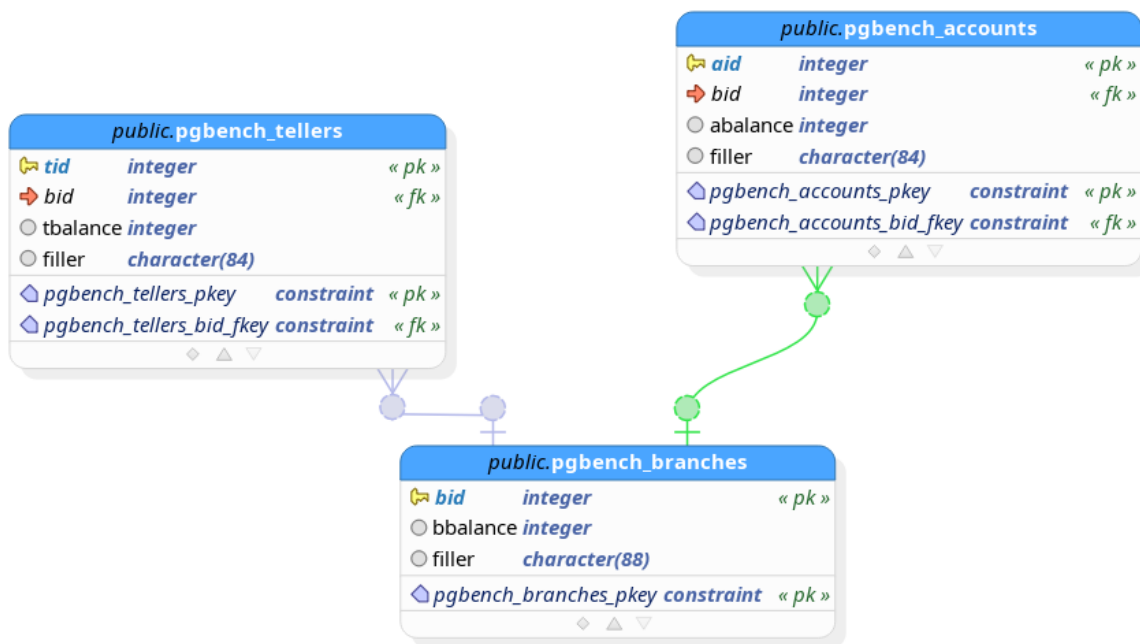 public.pgbench_accounts
aid integer « pk »
bid integer « fk »
abalance integer
filler character(84)
pgbench_accounts_pkey constraint « pk »
pgbench_accounts_bid_fkey constraint « fk »
public.pgbench_tellers
tid integer « pk »
bid integer « fk »
tbalance integer
filler character(84)
pgbench_tellers_pkey constraint « pk »
pgbench_tellers_bid_fkey constraint « fk »
public.pgbench_branches
bid integer « pk »
bbalance integer
filler character(88)
pgbench_branches_pkey constraint « pk »